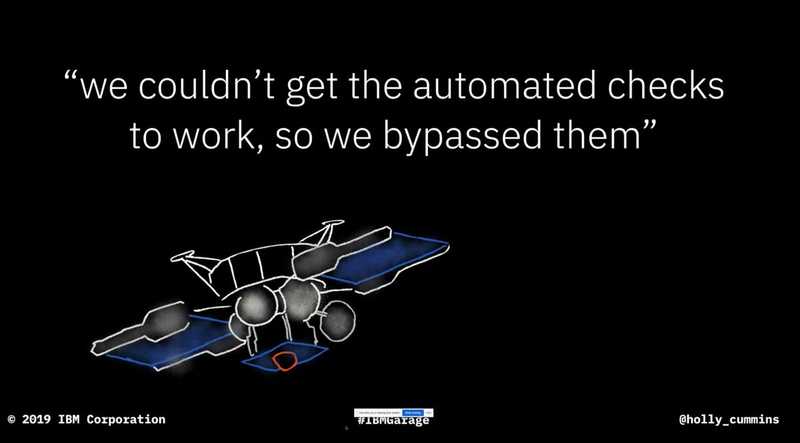 “we couldn’t get the automated checks
to work, so we bypassed them”
© 2019 IBM Corporation
#IBMGarage
@holly_cummins